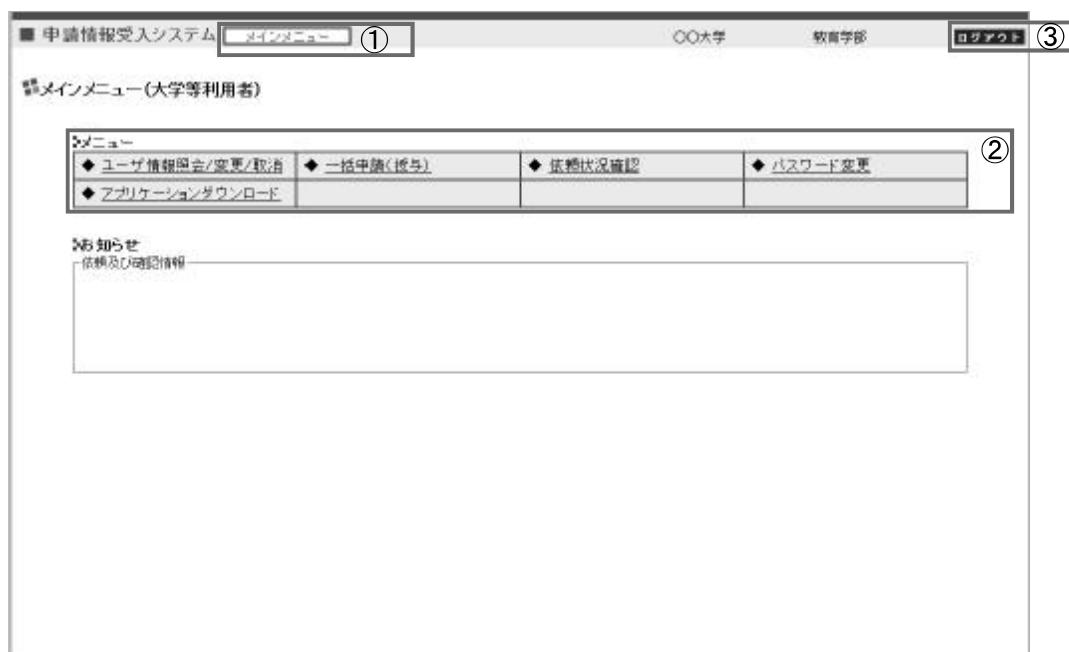 ■ 申請情報受入システム メインメニュー ① 〇〇大学 教育学部 ログアウト ③
メインメニュー(大学等利用者)
メニュー ②
◆ ユーザ情報照会/変更/取消 ◆ 一括申請(授与) ◆ 依頼状況確認 ◆ パスワード変更
◆ アプリケーションダウンロード
お知らせ
依頼及び確認情報